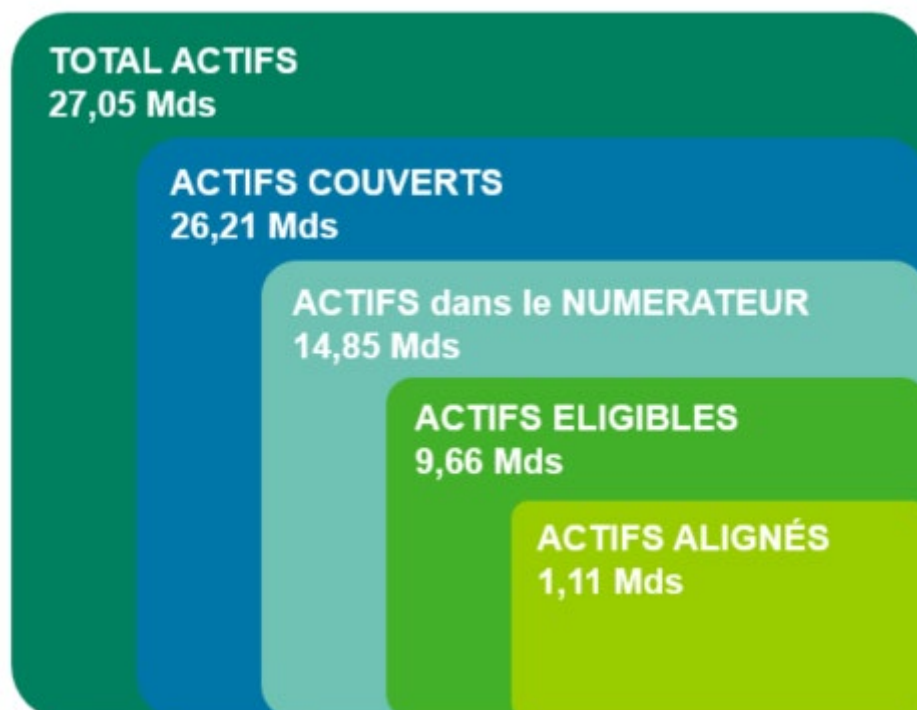 TOTAL ACTIFS
27,05 Mds
ACTIFS COUVERTS
26,21 Mds
ACTIFS dans le NUMERATEUR
14,85 Mds
ACTIFS ELIGIBLES
9,66 Mds
ACTIFS ALIGNÉS
1,11 Mds